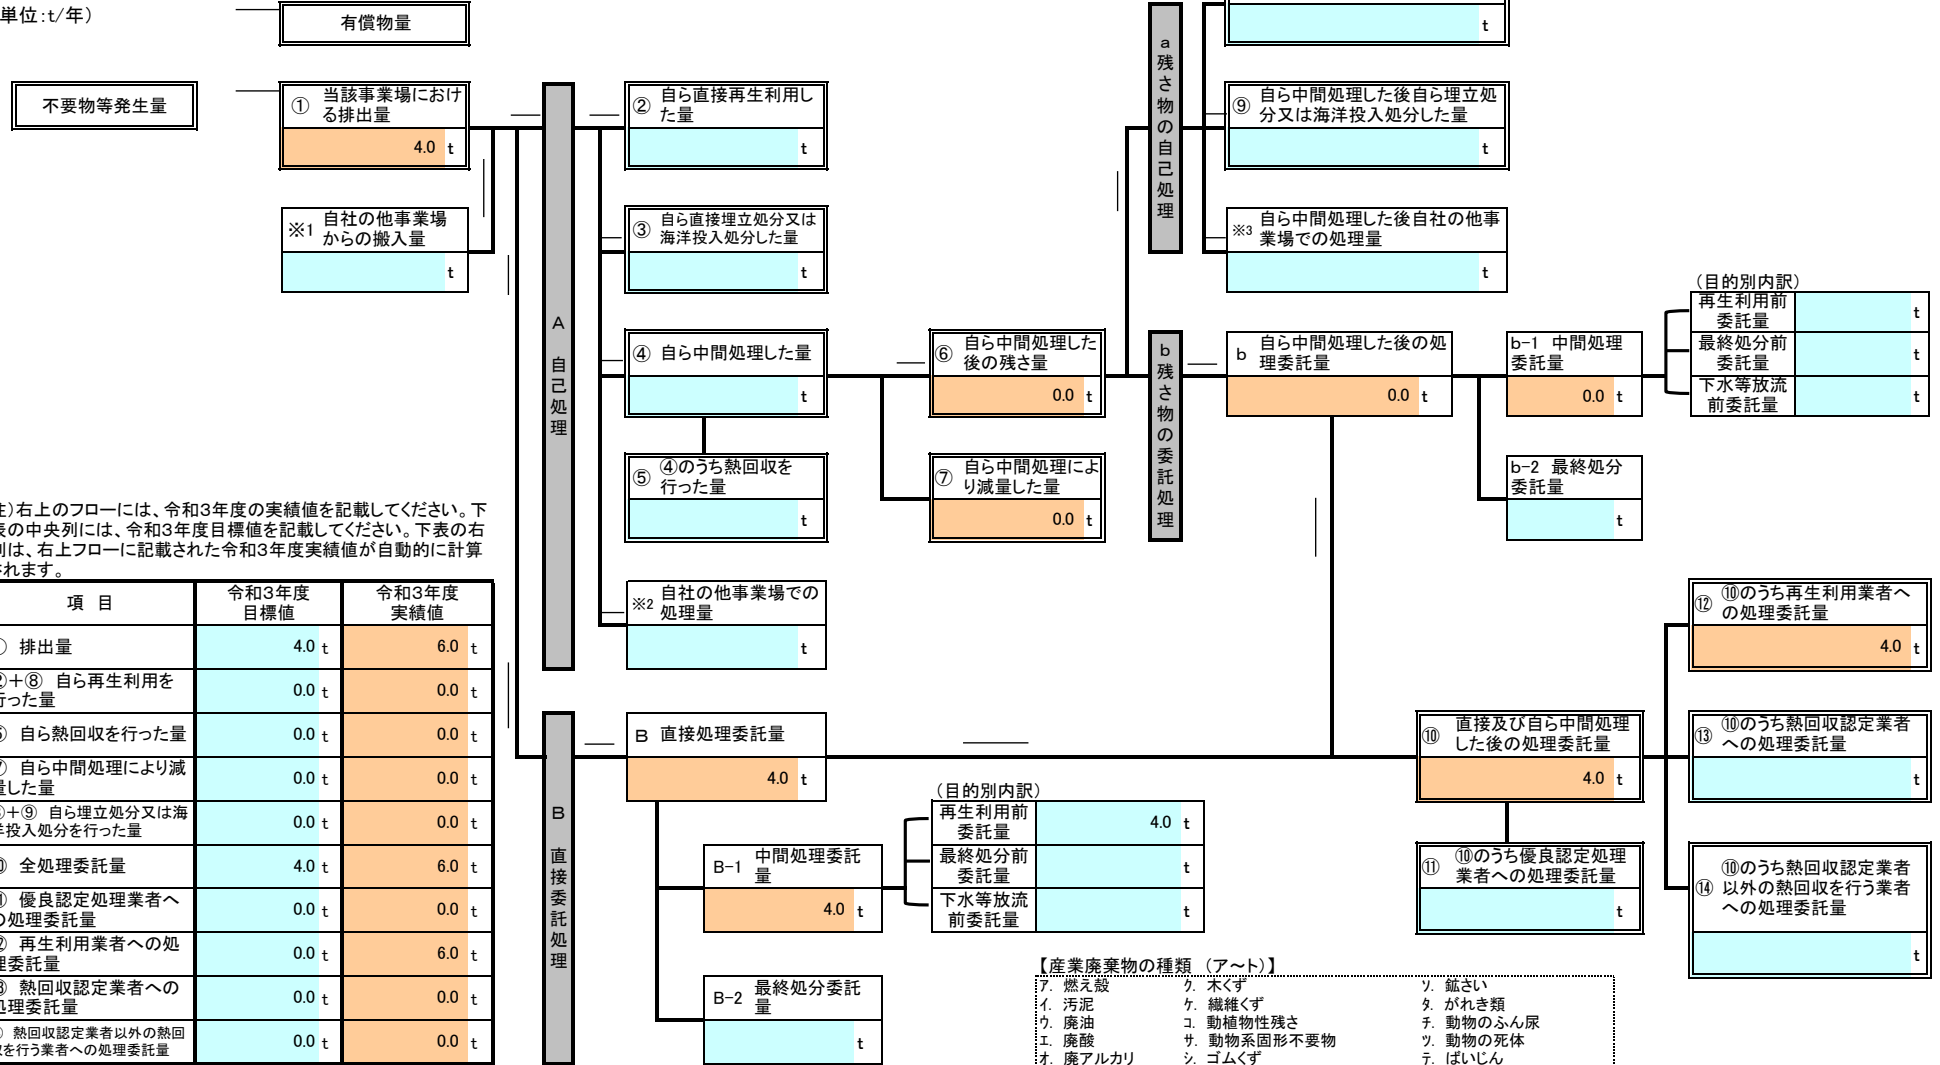 単位:t/年)
有償物量
不要物等発生量
① 当該事業場におけ
る排出量
4.0 t
※1 自社の他事業場
からの搬入量
t
A 自己処理
② 自ら直接再生利用し
た量
t
③ 自ら直接埋立処分又は
海洋投入処分した量
t
④ 自ら中間処理した量
t
⑤ ④のうち熱回収を
行った量
t
※2 自社の他事業場での
処理量
t
⑥ 自ら中間処理した
後の残さ量
0.0 t
⑦ 自ら中間処理によ
り減量した量
0.0 t
a 残さ物の自己処理
t
⑨ 自ら中間処理した後自ら埋立処
分又は海洋投入処分した量
t
※3 自ら中間処理した後自社の他事
業場での処理量
t
b 残さ物の委託処理
b 自ら中間処理した後の処
理委託量
0.0 t
b-1 中間処理
委託量
0.0 t
b-2 最終処分
委託量
t
(目的別内訳)
再生利用前
委託量
t
最終処分前
委託量
t
下水等放流
前委託量
t
)右上のフローには、令和3年度の実績値を記載してください。下
表の中央列には、令和3年度目標値を記載してください。下表の右
列は、右上フローに記載された令和3年度実績値が自動的に計算
されます。
項 目 令和3年度
目標値 令和3年度
実績値
排出量 4.0 t 6.0 t
②+⑧ 自ら再生利用を
行った量 0.0 t 0.0 t
自ら熱回収を行った量 0.0 t 0.0 t
⑦ 自ら中間処理により減
量した量 0.0 t 0.0 t
+⑨ 自ら埋立処分又は海
洋投入処分を行った量 0.0 t 0.0 t
全処理委託量 4.0 t 6.0 t
優良認定処理業者へ
の処理委託量 0.0 t 0.0 t
再生利用業者への処
理委託量 0.0 t 6.0 t
熱回収認定業者への
処理委託量 0.0 t 0.0 t
熱回収認定業者以外の熱回
収を行う業者への処理委託量 0.0 t 0.0 t
B 直接委託処理
B 直接処理委託量
4.0 t
B-1 中間処理委託
量
4.0 t
B-2 最終処分委託
量
t
(目的別内訳)
再生利用前
委託量
4.0 t
最終処分前
委託量
t
下水等放流
前委託量
t
⑩ 直接及び自ら中間処理
した後の処理委託量
4.0 t
⑪ ⑩のうち優良認定処理
業者への処理委託量
t
⑫ ⑩のうち再生利用業者へ
の処理委託量
4.0 t
⑬ ⑩のうち熱回収認定業者
への処理委託量
t
⑭ ⑩のうち熱回収認定業者
以外の熱回収を行う業者
への処理委託量
t
【産業廃棄物の種類 (ア~ト)】
ア. 燃え殻 ク. 木くず ソ. 鉱さい
イ. 汚泥 ケ. 繊維くず タ. がれき類
ウ. 廃油 コ. 動植物性残さ チ. 動物のふん尿
エ. 廃酸 サ. 動物系固形不要物 ツ. 動物の死体
オ. 廃アルカリ シ. ゴムくず テ. ばいじん